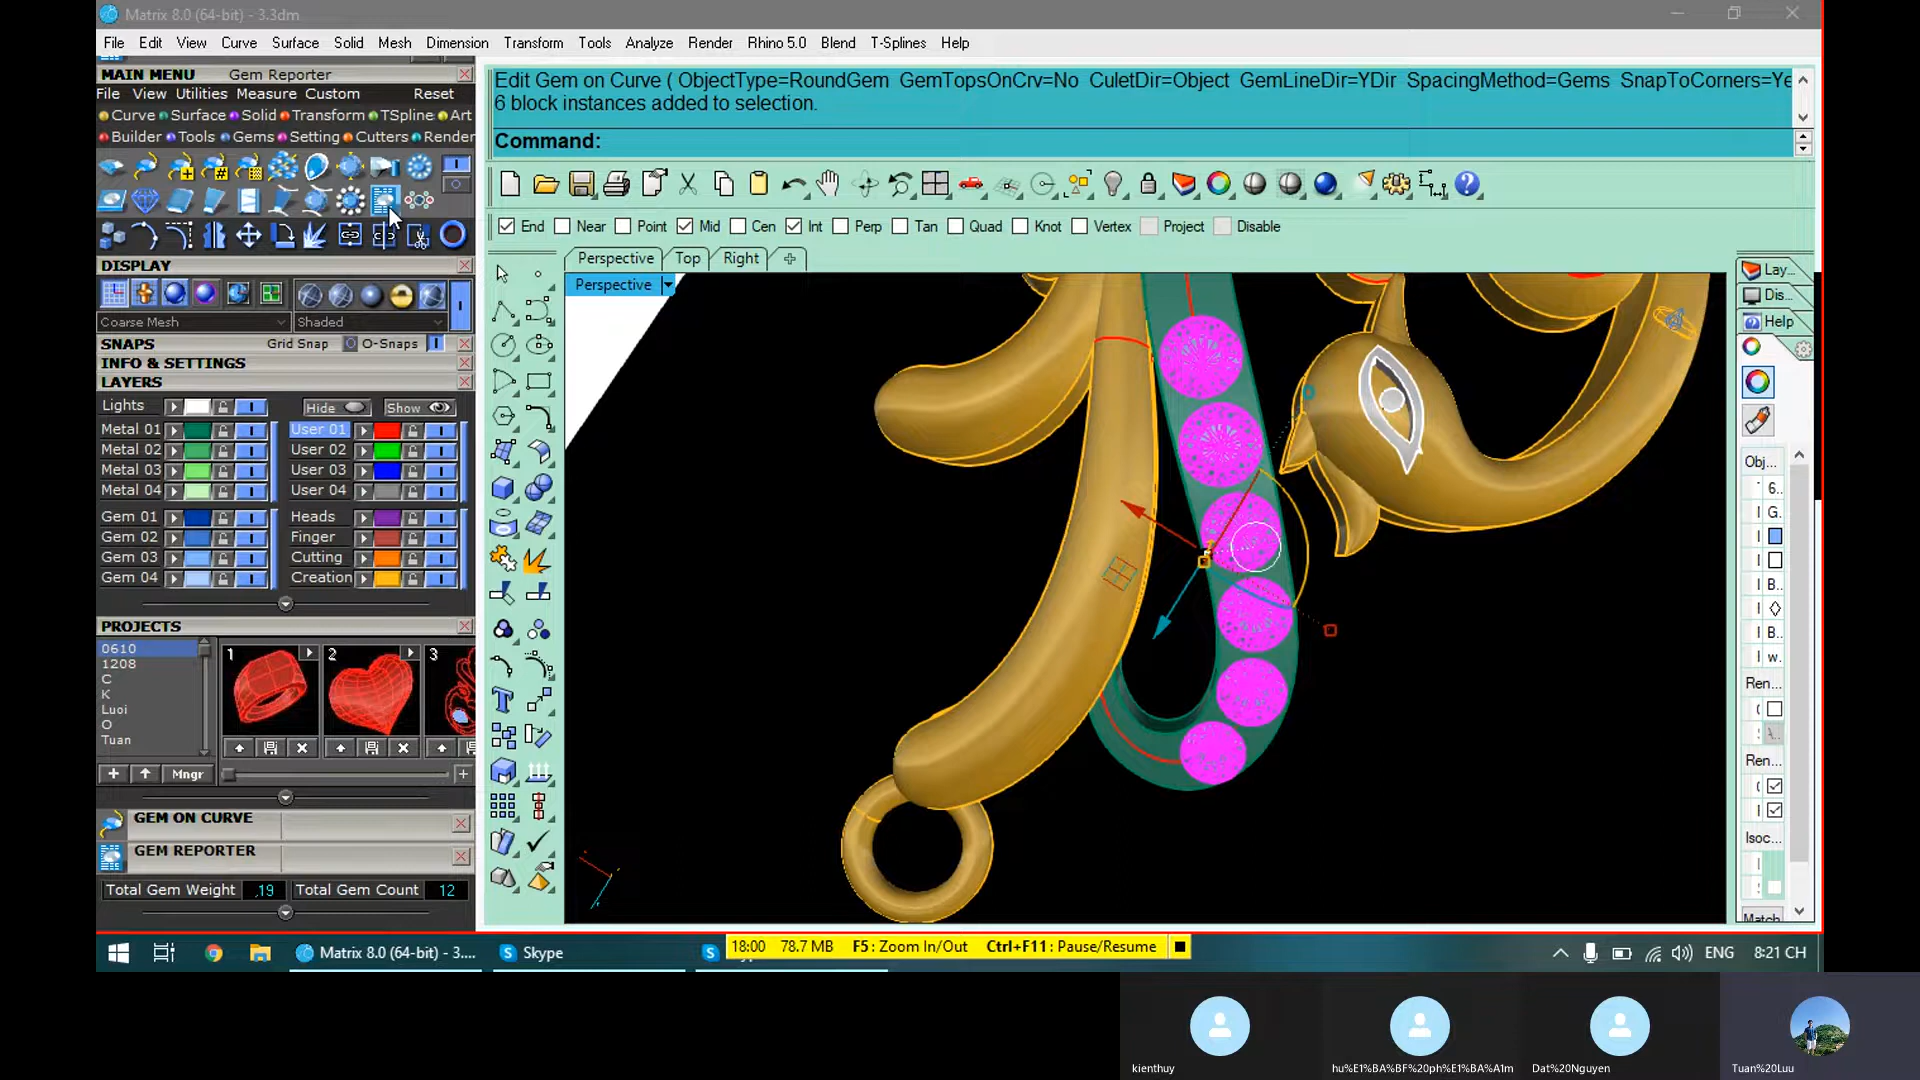 Matrix 8.0 (64-bit) - 3.3dm
File Edit View Curve Surface Solid Mesh Dimension Transform Tools Analyze Render Rhino 5.0 Blend T-Splines Help
MAIN MENU Gem Reporter
File View Utilities Measure Custom Reset
Curve Surface Solid Transform TSpline Art
Builder Tools Gems Setting Cutters Render
Edit Gem on Curve ( ObjectType=RoundGem GemTopsOnCrv=No CuletDir=Object GemLineDir=YDir SpacingMethod=Gems SnapToCorners=Ye
6 block instances added to selection.
Command:
End Near Point Mid Cen Int Perp Tan Quad Knot Vertex Project Disable
Perspective Top Right
Perspective
DISPLAY
Coarse Mesh Shaded
SNAPS Grid Snap O-Snaps
INFO & SETTINGS
LAYERS
Lights Hide Show
Metal 01 User 01
Metal 02 User 02
Metal 03 User 03
Metal 04 User 04
Gem 01 Heads
Gem 02 Finger
Gem 03 Cutting
Gem 04 Creation
PROJECTS
0610
1208
C
K
Luoi
O
Tuan
1 2 3
Mngr
GEM ON CURVE
GEM REPORTER
Total Gem Weight ,19 Total Gem Count 12
Lay...
Dis...
Help
Obj...
6..
G.
B..
B..
w.
Ren...
Ren...
Isoc...
Match
Matrix 8.0 (64-bit) - 3.... Skype
18:00 78.7 MB F5: Zoom In/Out Ctrl+F11: Pause/Resume
ENG 8:21 CH
kienthuy hu%E1%BA%BF%20ph%E1%BA%A1m Dat%20Nguyen Tuan%20Luu